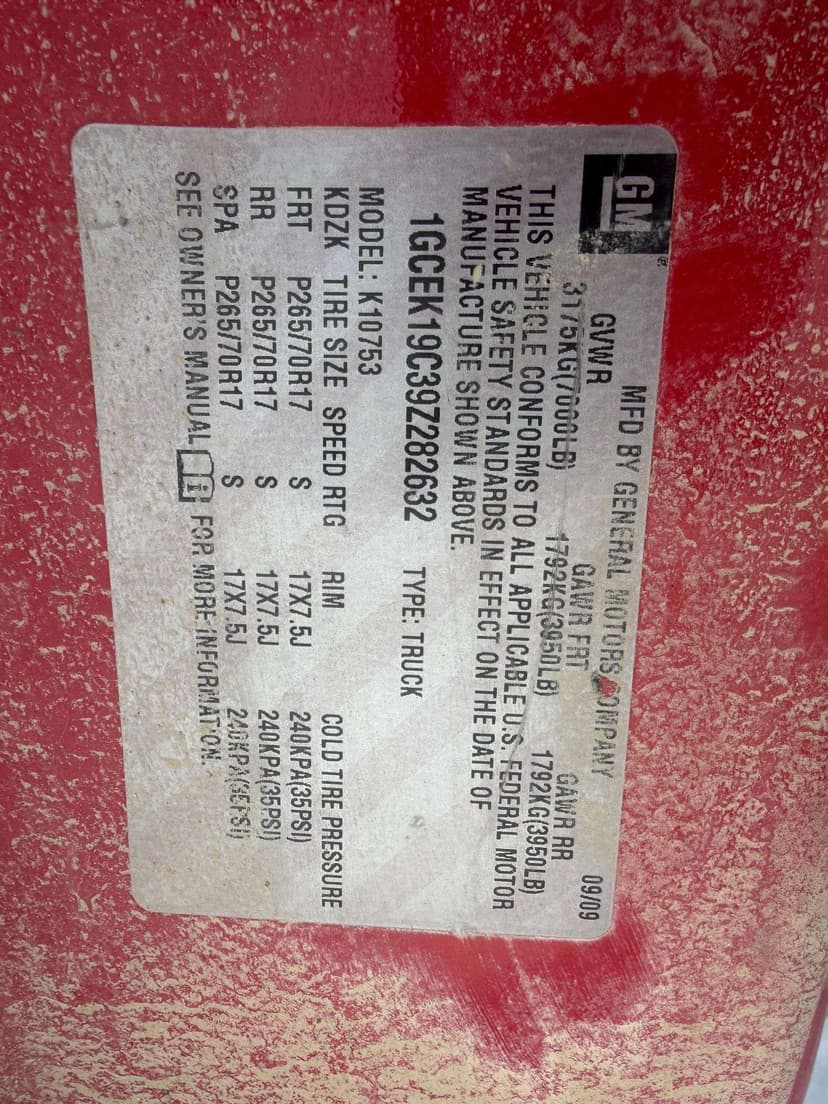 GM
MFD BY GENERAL MOTORS COMPANY 09/09
GVWR GAWR FRT GAWR RR
3175KG(7000LB) 1792KG(3950LB) 1792KG(3950LB)
THIS VEHICLE CONFORMS TO ALL APPLICABLE U.S. FEDERAL MOTOR
VEHICLE SAFETY STANDARDS IN EFFECT ON THE DATE OF
MANUFACTURE SHOWN ABOVE.
1GCEK19C39Z282632 TYPE: TRUCK
MODEL: K10753
KDZK TIRE SIZE SPEED RTG RIM COLD TIRE PRESSURE
FRT P265/70R17 S 17X7.5J 240KPA(35PSI)
RR P265/70R17 S 17X7.5J 240KPA(35PSI)
SPA P265/70R17 S 17X7.5J 240KPA(35PSI)
SEE OWNER'S MANUAL i FOR MORE INFORMATION.